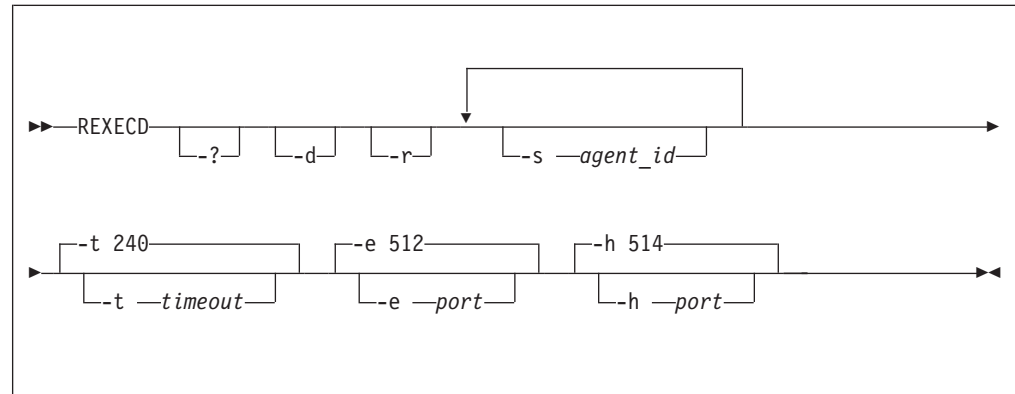 REXECD
-?
-d
-r
-s agent_id
-t 240
-t timeout
-e 512
-e port
-h 514
-h port